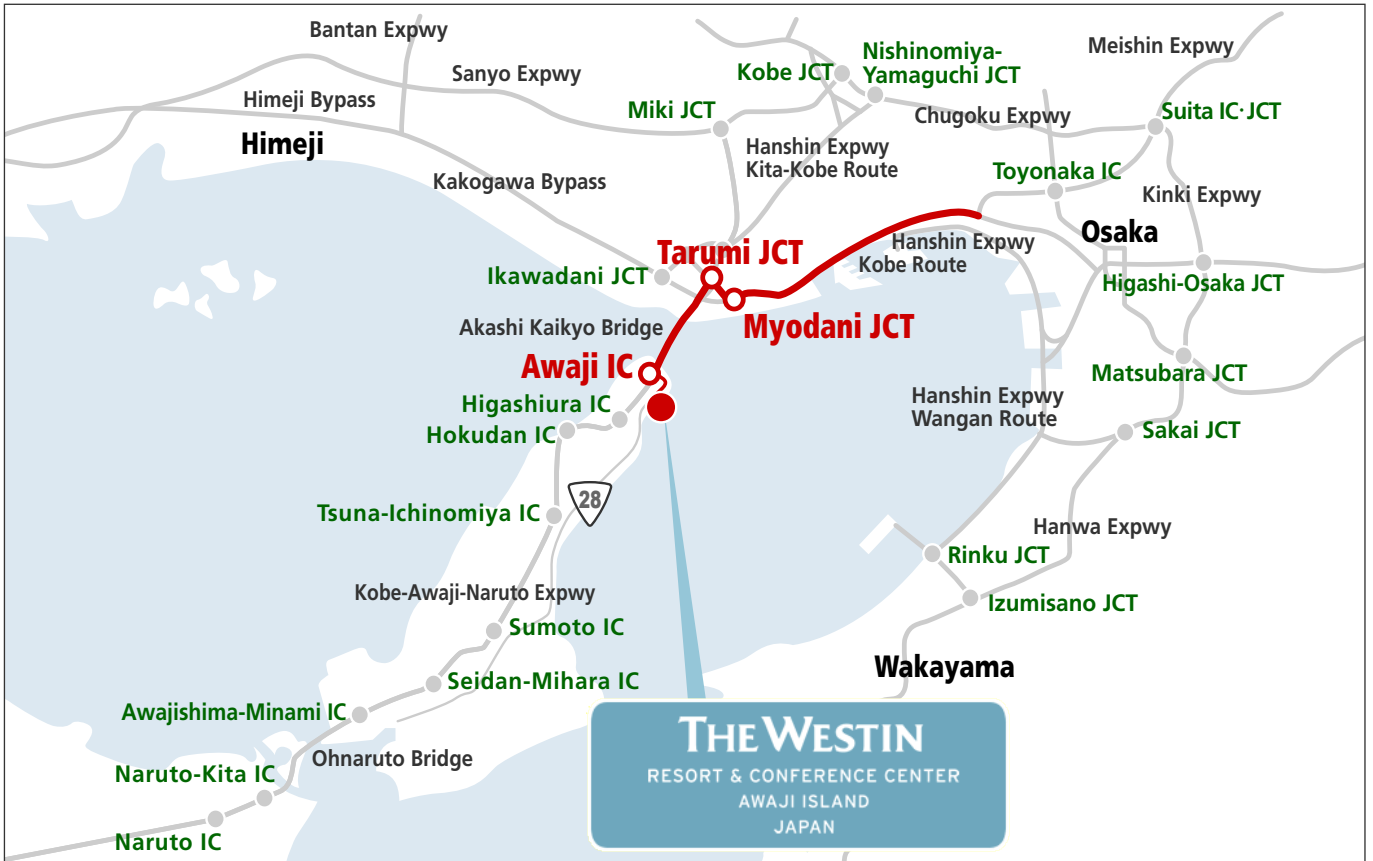 Bantan Expwy
Sanyo Expwy
Himeji Bypass
Himeji
Kobe JCT
Nishinomiya-
Yamaguchi JCT
Meishin Expwy
Miki JCT
Chugoku Expwy
Suita IC·JCT
Hanshin Expwy
Kita-Kobe Route
Toyonaka IC
Kakogawa Bypass
Kinki Expwy
Osaka
Tarumi JCT
Hanshin Expwy
Kobe Route
Ikawadani JCT
Higashi-Osaka JCT
Akashi Kaikyo Bridge
Myodani JCT
Awaji IC
Matsubara JCT
Higashiura IC
Hokudan IC
Hanshin Expwy
Wangan Route
Sakai JCT
28
Tsuna-Ichinomiya IC
Hanwa Expwy
Rinku JCT
Kobe-Awaji-Naruto Expwy
Izumisano JCT
Sumoto IC
Wakayama
Seidan-Mihara IC
Awajishima-Minami IC
Ohnaruto Bridge
Naruto-Kita IC
Naruto IC
THE WESTIN
RESORT & CONFERENCE CENTER
AWAJI ISLAND
JAPAN